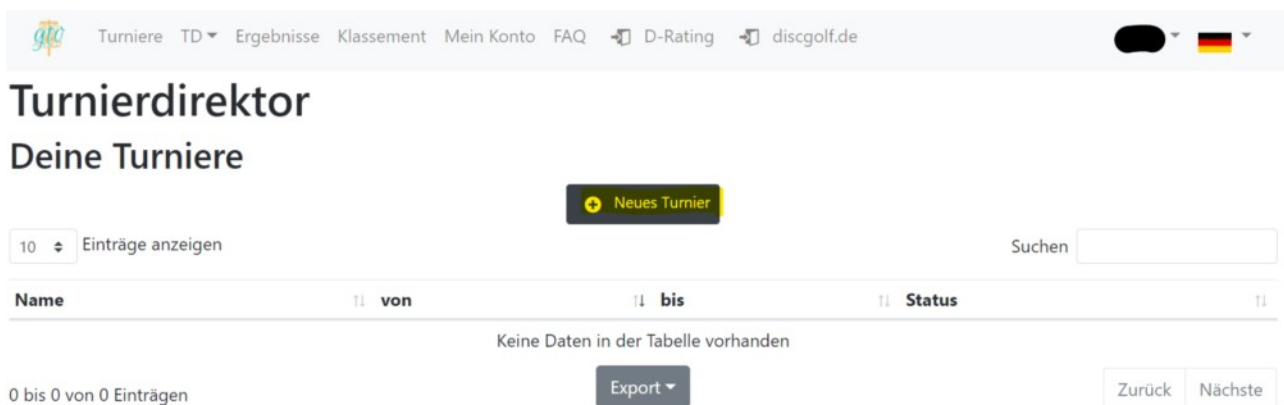 gto Turniere TD Ergebnisse Klassement Mein Konto FAQ D-Rating discgolf.de
Turnierdirektor
Deine Turniere
Neues Turnier
10 Einträge anzeigen Suchen
Name von bis Status
Keine Daten in der Tabelle vorhanden
0 bis 0 von 0 Einträgen Export Zurück Nächste